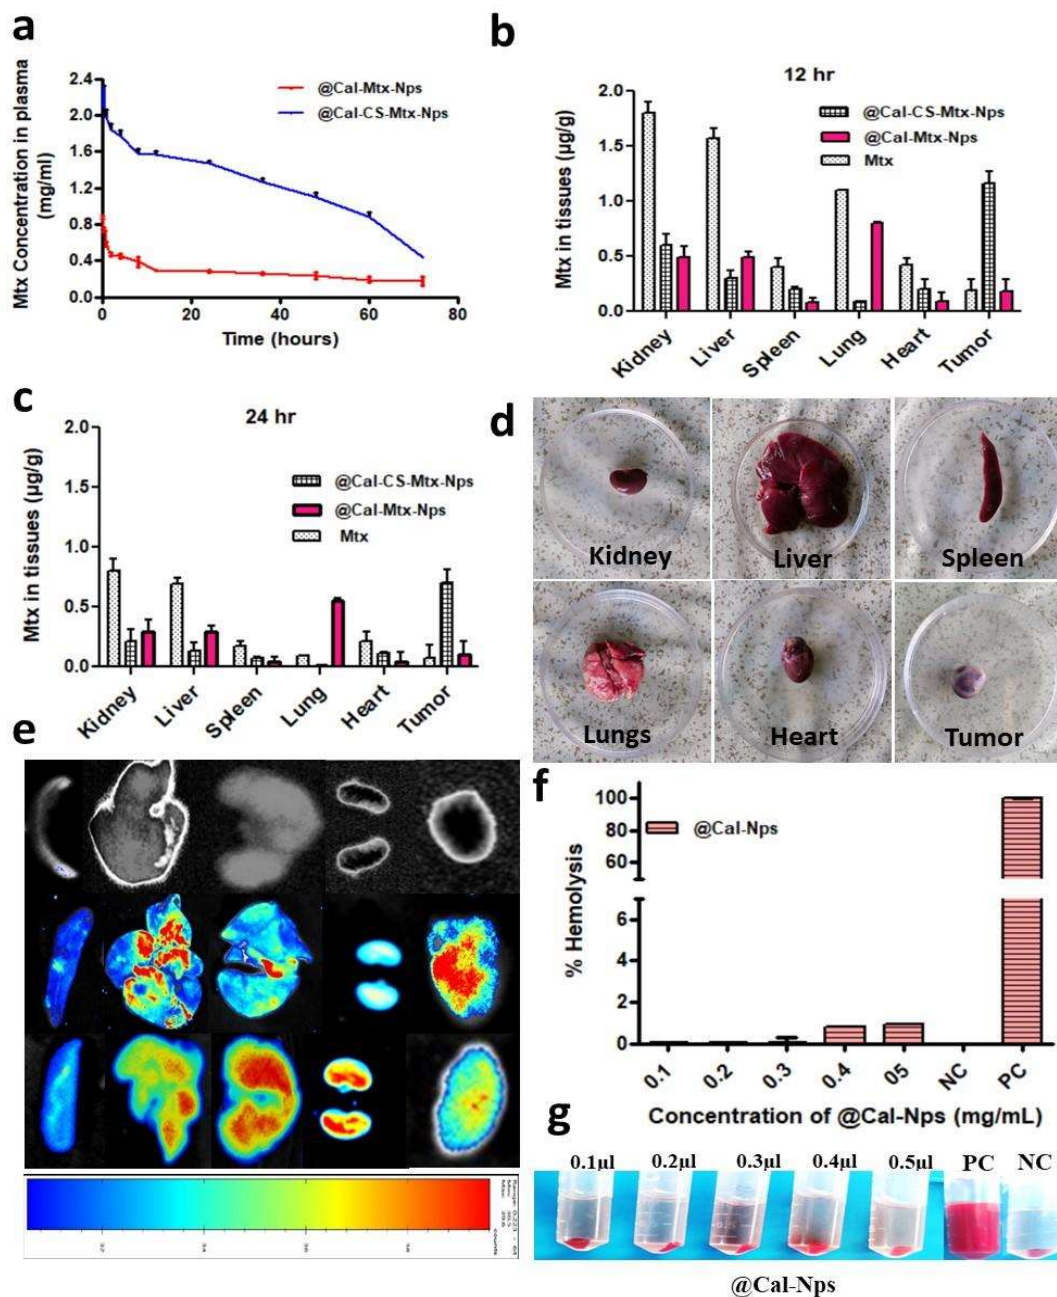 a
2.4
2.0
1.6
1.2
0.8
0.4
0.0
0
20
40
60
80
Mtx Concentration in plasma
(mg/ml)
Time (hours)
@Cal-Mtx-Nps
@Cal-CS-Mtx-Nps
b
12 hr
2.0
1.5
1.0
0.5
0.0
Mtx in tissues (µg/g)
@Cal-CS-Mtx-Nps
@Cal-Mtx-Nps
Mtx
Kidney
Liver
Spleen
Lung
Heart
Tumor
c
24 hr
2.0
1.5
1.0
0.5
0.0
Mtx in tissues (µg/g)
@Cal-CS-Mtx-Nps
@Cal-Mtx-Nps
Mtx
Kidney
Liver
Spleen
Lung
Heart
Tumor
d
Kidney
Liver
Spleen
Lungs
Heart
Tumor
e
32
34
36
38
counts
f
100
80
60
6
4
2
0
% Hemolysis
@Cal-Nps
0.1
0.2
0.3
0.4
05
NC
PC
Concentration of @Cal-Nps (mg/mL)
g
0.1µl
0.2µl
0.3µl
0.4µl
0.5µl
PC
NC
@Cal-Nps